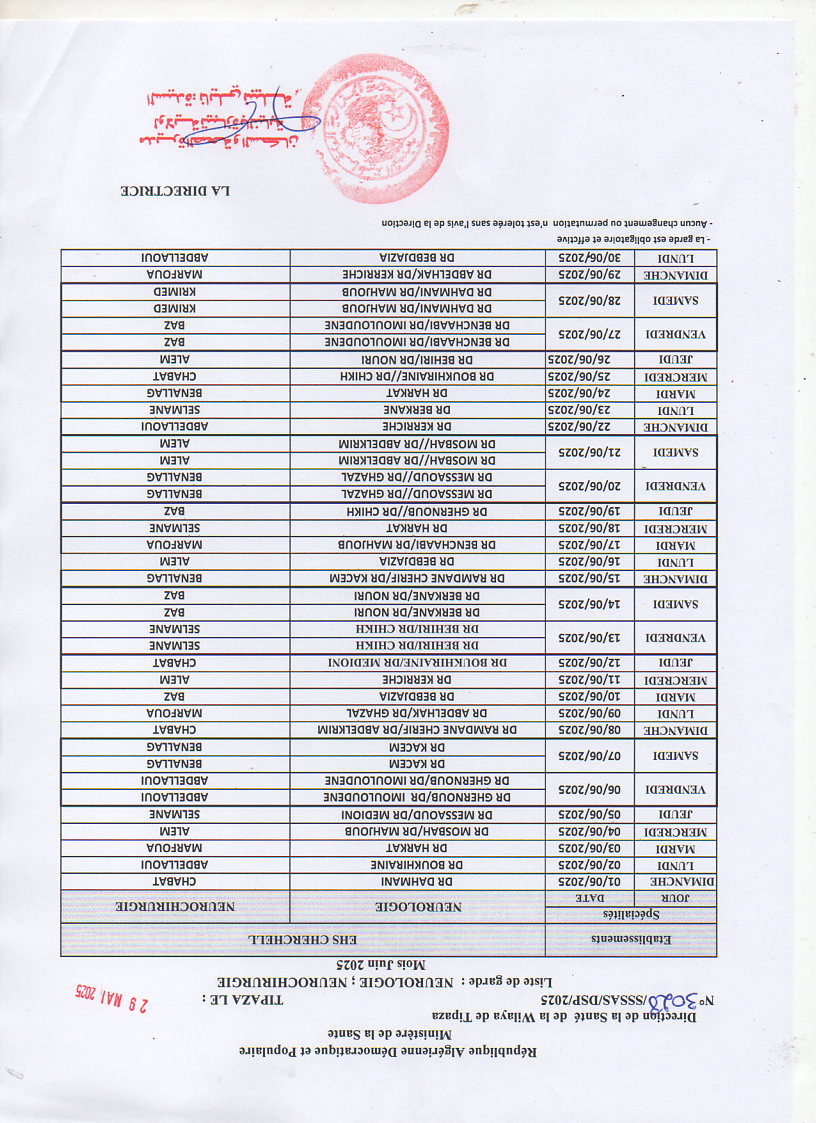 République Algérienne Démocratique et Populaire
Ministère de la Sante
Direction de la Santé de la Wilaya de Tipaza
N°3028/SSSAS/DSP/2025 TIPAZA LE : 29 MAI 2025
Liste de garde : NEUROLOGIE ; NEUROCHIRURGIE
Mois Juin 2025
Etablissements EHS CHERCHELL
Spécialités NEUROLOGIE NEUROCHIRURGIE
JOUR DATE
DIMANCHE 01/06/2025 DR DAHMANI CHABAT
LUNDI 02/06/2025 DR BOUKHIRAINE ABDELLAOUI
MARDI 03/06/2025 DR HARKAT MARFOUA
MERCREDI 04/06/2025 DR MOSBAH/DR MAHJOUB ALEM
JEUDI 05/06/2025 DR MESSAOUD/DR MEDIONI SELMANE
VENDREDI 06/06/2025 DR GHERNOUB/DR IMOULOUDENE ABDELLAOUI
DR GHERNOUB/DR IMOULOUDENE ABDELLAOUI
SAMEDI 07/06/2025 DR KACEM BENALLAG
DR KACEM BENALLAG
DIMANCHE 08/06/2025 DR RAMDANE CHERIF/DR ABDELKRIM CHABAT
LUNDI 09/06/2025 DR ABDELHAK/DR GHAZAL MARFOUA
MARDI 10/06/2025 DR BEBDJAZIA BAZ
MERCREDI 11/06/2025 DR KERRICHE ALEM
JEUDI 12/06/2025 DR BOUKHIRAINE/DR MEDIONI CHABAT
VENDREDI 13/06/2025 DR BEHIRI/DR CHIKH SELMANE
DR BEHIRI/DR CHIKH SELMANE
SAMEDI 14/06/2025 DR BERKANE/DR NOURI BAZ
DR BERKANE/DR NOURI BAZ
DIMANCHE 15/06/2025 DR RAMDANE CHERIF/DR KACEM BENALLAG
LUNDI 16/06/2025 DR BEBDJAZIA ALEM
MARDI 17/06/2025 DR BENCHAABI/DR MAHJOUB MARFOUA
MERCREDI 18/06/2025 DR HARKAT SELMANE
JEUDI 19/06/2025 DR GHERNOUB//DR CHIKH BAZ
VENDREDI 20/06/2025 DR MESSAOUD//DR GHAZAL BENALLAG
DR MESSAOUD//DR GHAZAL BENALLAG
SAMEDI 21/06/2025 DR MOSBAH//DR ABDELKRIM ALEM
DR MOSBAH//DR ABDELKRIM ALEM
DIMANCHE 22/06/2025 DR KERRICHE ABDELLAOUI
LUNDI 23/06/2025 DR BERKANE SELMANE
MARDI 24/06/2025 DR HARKAT BENALLAG
MERCREDI 25/06/2025 DR BOUKHIRAINE//DR CHIKH CHABAT
JEUDI 26/06/2025 DR BEHIRI/DR NOURI ALEM
VENDREDI 27/06/2025 DR BENCHAABI/DR IMOULOUDENE BAZ
DR BENCHAABI/DR IMOULOUDENE BAZ
SAMEDI 28/06/2025 DR DAHMANI/DR MAHJOUB KRIMED
DR DAHMANI/DR MAHJOUB KRIMED
DIMANCHE 29/06/2025 DR ABDELHAK/DR KERRICHE MARFOUA
LUNDI 30/06/2025 DR BEBDJAZIA ABDELLAOUI
- La garde est obligatoire et effctive
- Aucun changement ou permutation n'est tolerée sans l'avis de la Direction
LA DIRECTRICE
مديرة الصحة والسكان
لولاية تيبازة بالنيابة
السيدة: نايلي نبيلة